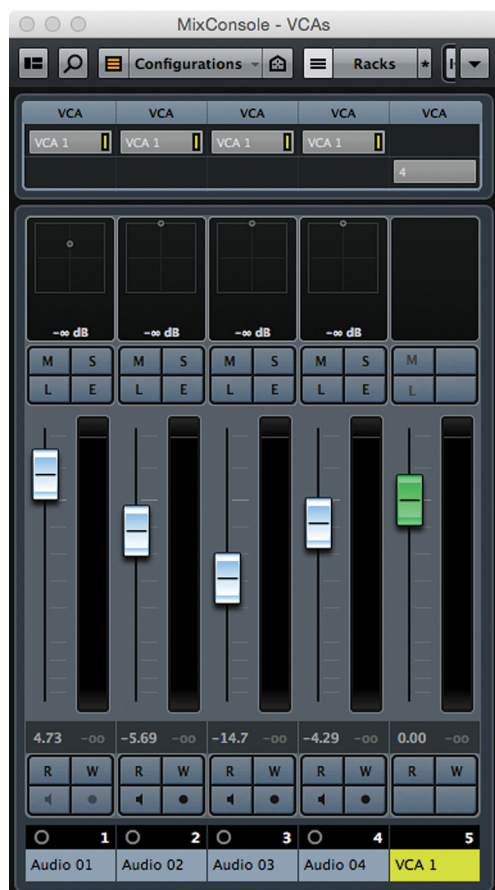 MixConsole - VCAs
Configurations Racks *
VCA VCA VCA VCA VCA
VCA 1 VCA 1 VCA 1 VCA 1
4
-∞ dB -∞ dB -∞ dB -∞ dB
M S M S M S M S M
L E L E L E L E L
4.73 -oo -5.69 -oo -14.7 -oo -4.29 -oo 0.00 -oo
R W R W R W R W R W
1 2 3 4 5
Audio 01 Audio 02 Audio 03 Audio 04 VCA 1